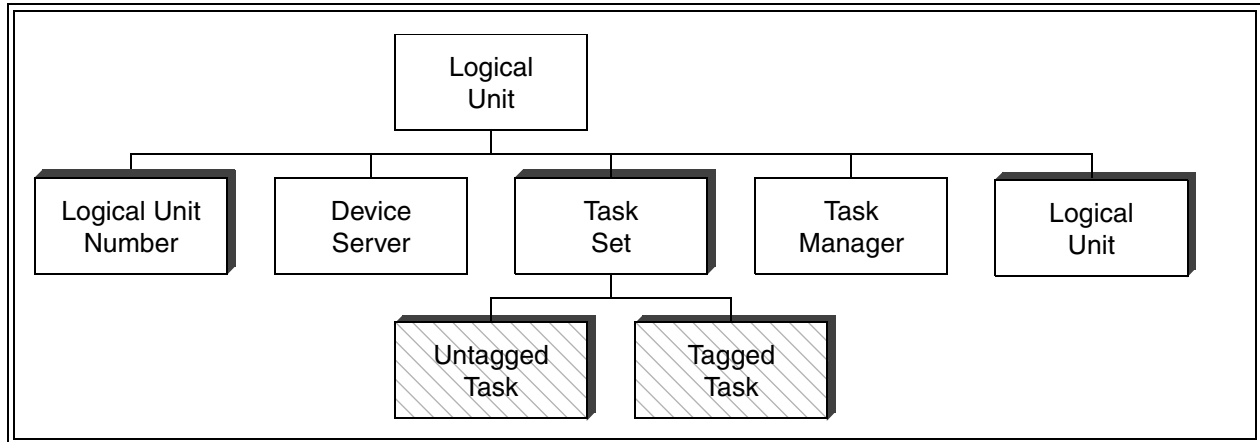 Logical
Unit
Logical Unit
Number
Device
Server
Task
Set
Task
Manager
Logical
Unit
Untagged
Task
Tagged
Task